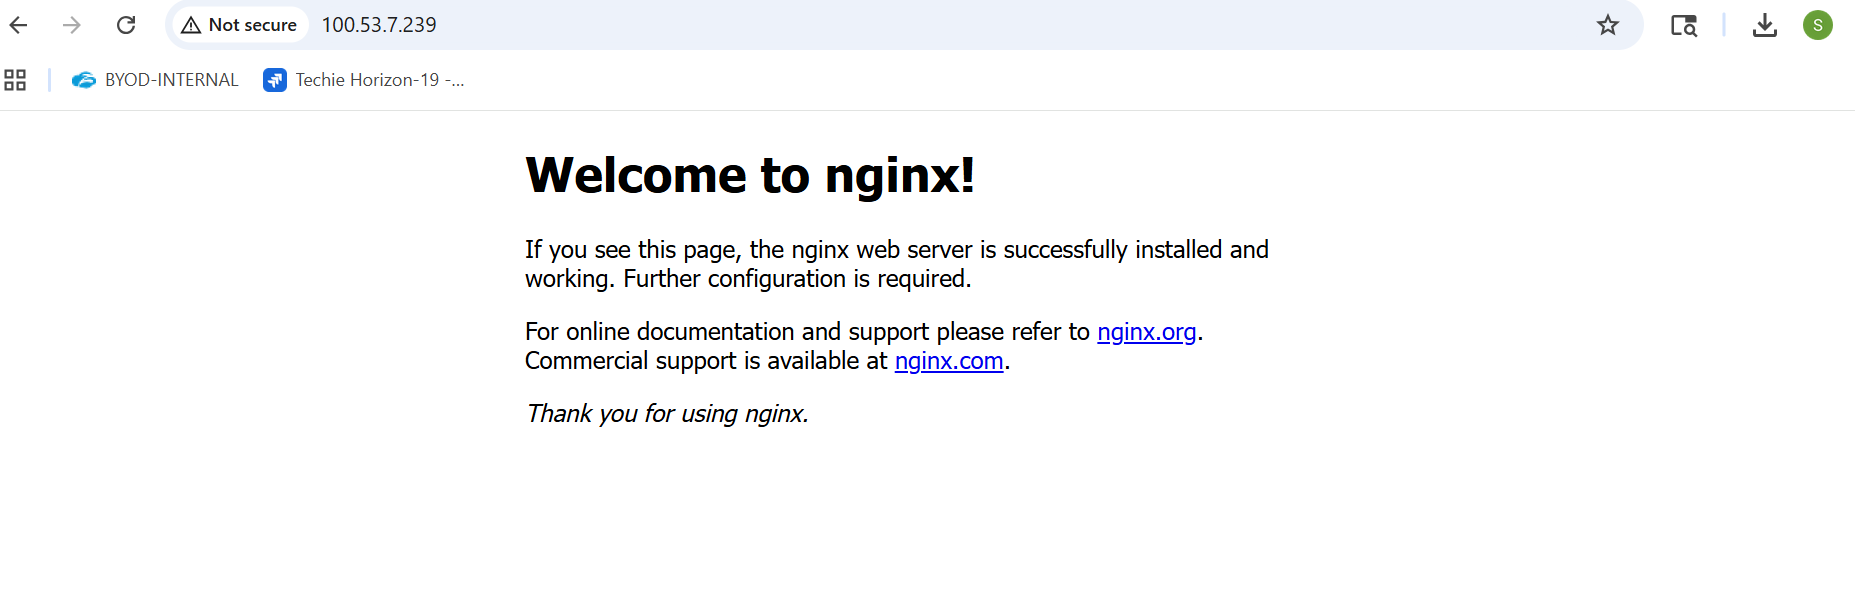 Not secure 100.53.7.239
S
BYOD-INTERNAL Techie Horizon-19 -...
Welcome to nginx!
If you see this page, the nginx web server is successfully installed and
working. Further configuration is required.
For online documentation and support please refer to nginx.org.
Commercial support is available at nginx.com.
Thank you for using nginx.